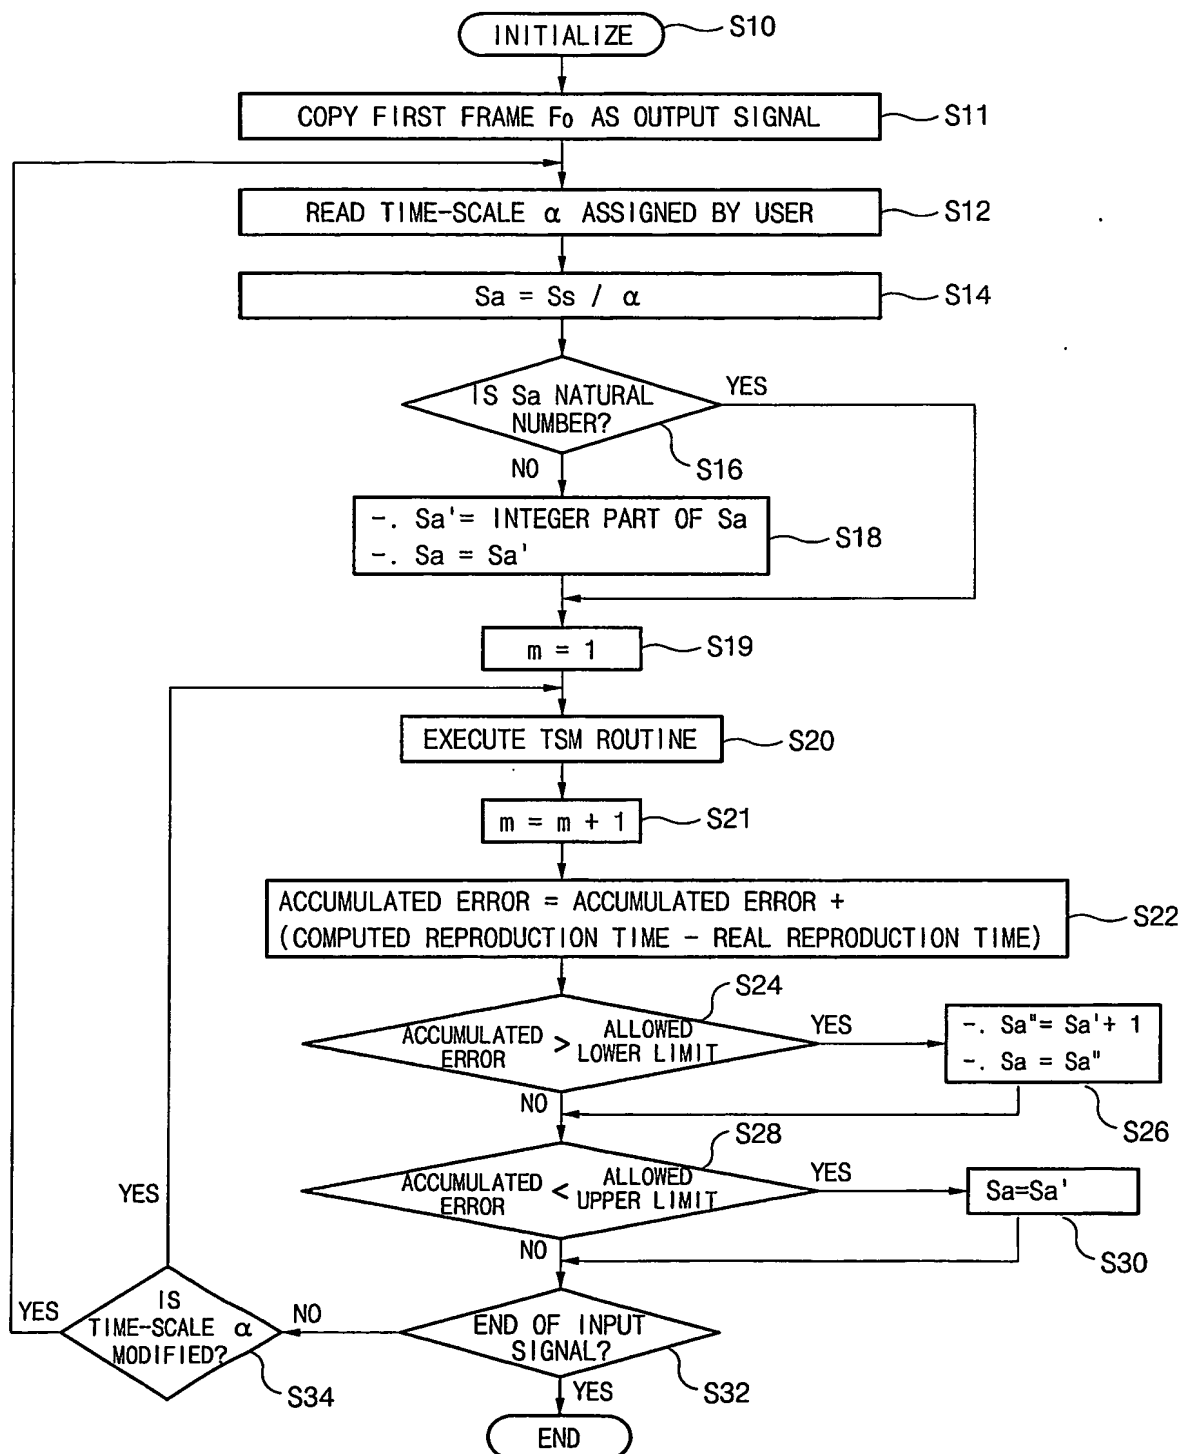 INITIALIZE
S10
COPY FIRST FRAME F0 AS OUTPUT SIGNAL
S11
READ TIME-SCALE α ASSIGNED BY USER
S12
Sa = Ss / α
S14
IS Sa NATURAL
NUMBER?
YES
S16
NO
-. Sa'= INTEGER PART OF Sa
-. Sa = Sa'
S18
m = 1
S19
EXECUTE TSM ROUTINE
S20
m = m + 1
S21
ACCUMULATED ERROR = ACCUMULATED ERROR +
(COMPUTED REPRODUCTION TIME - REAL REPRODUCTION TIME)
S22
S24
ACCUMULATED
ERROR
>
ALLOWED
LOWER LIMIT
YES
-. Sa"= Sa'+ 1
-. Sa = Sa"
S26
NO
S28
ACCUMULATED
ERROR
<
ALLOWED
UPPER LIMIT
YES
Sa=Sa'
S30
NO
YES
IS
TIME-SCALE α
MODIFIED?
YES
NO
S34
END OF INPUT
SIGNAL?
S32
YES
END